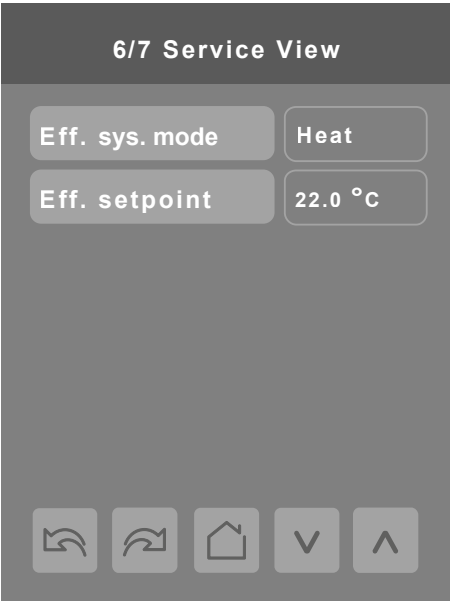 6/7 Service View
Eff. sys. mode Heat
Eff. setpoint 22.0 °C